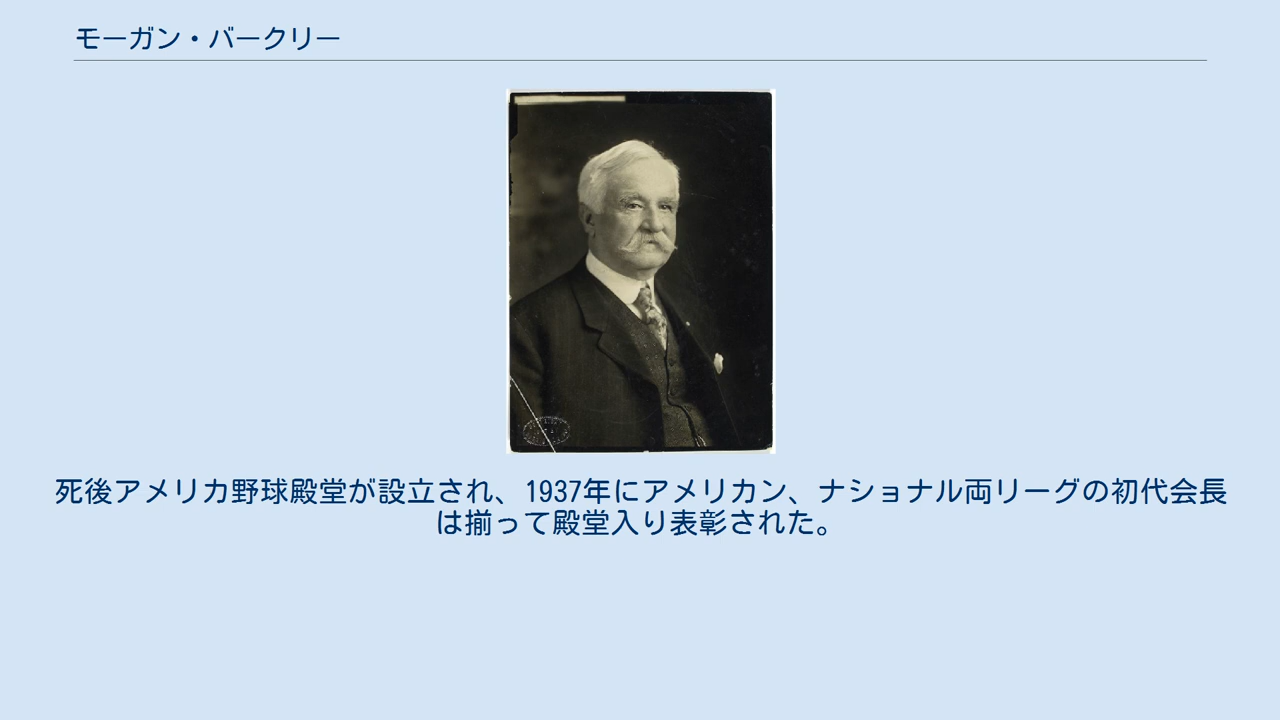 モーガン・バークリー
死後アメリカ野球殿堂が設立され、1937年にアメリカン、ナショナル両リーグの初代会長
は揃って殿堂入り表彰された。